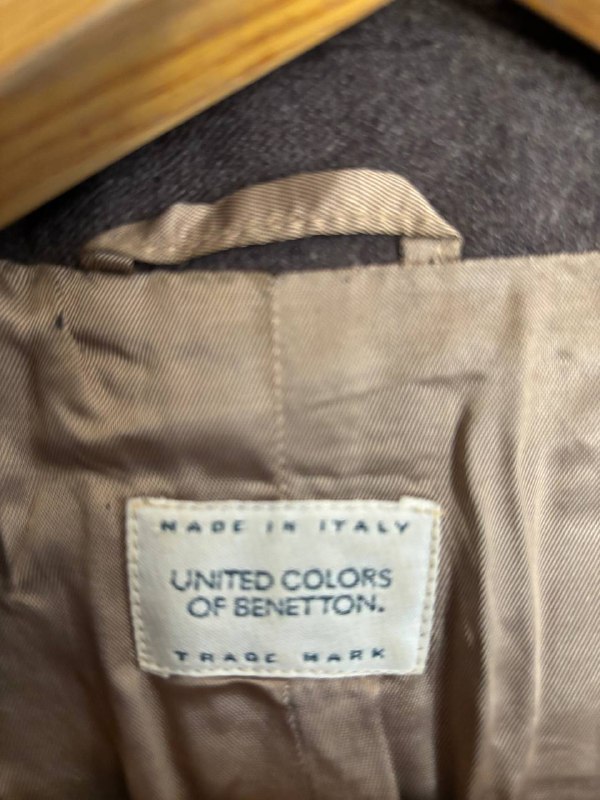 MADE IN ITALY
UNITED COLORS
OF BENETTON.
TRADE MARK